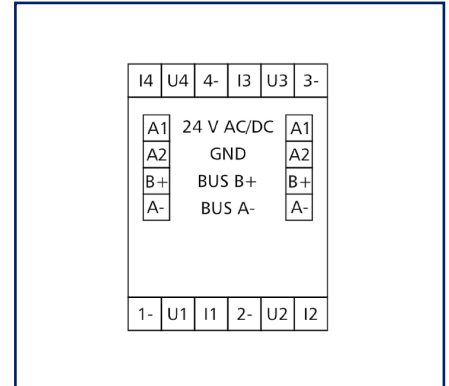 I4 U4 4- I3 U3 3-
A1 24 V AC/DC A1
A2 GND A2
B+ BUS B+ B+
A- BUS A- A-
1- U1 I1 2- U2 I2